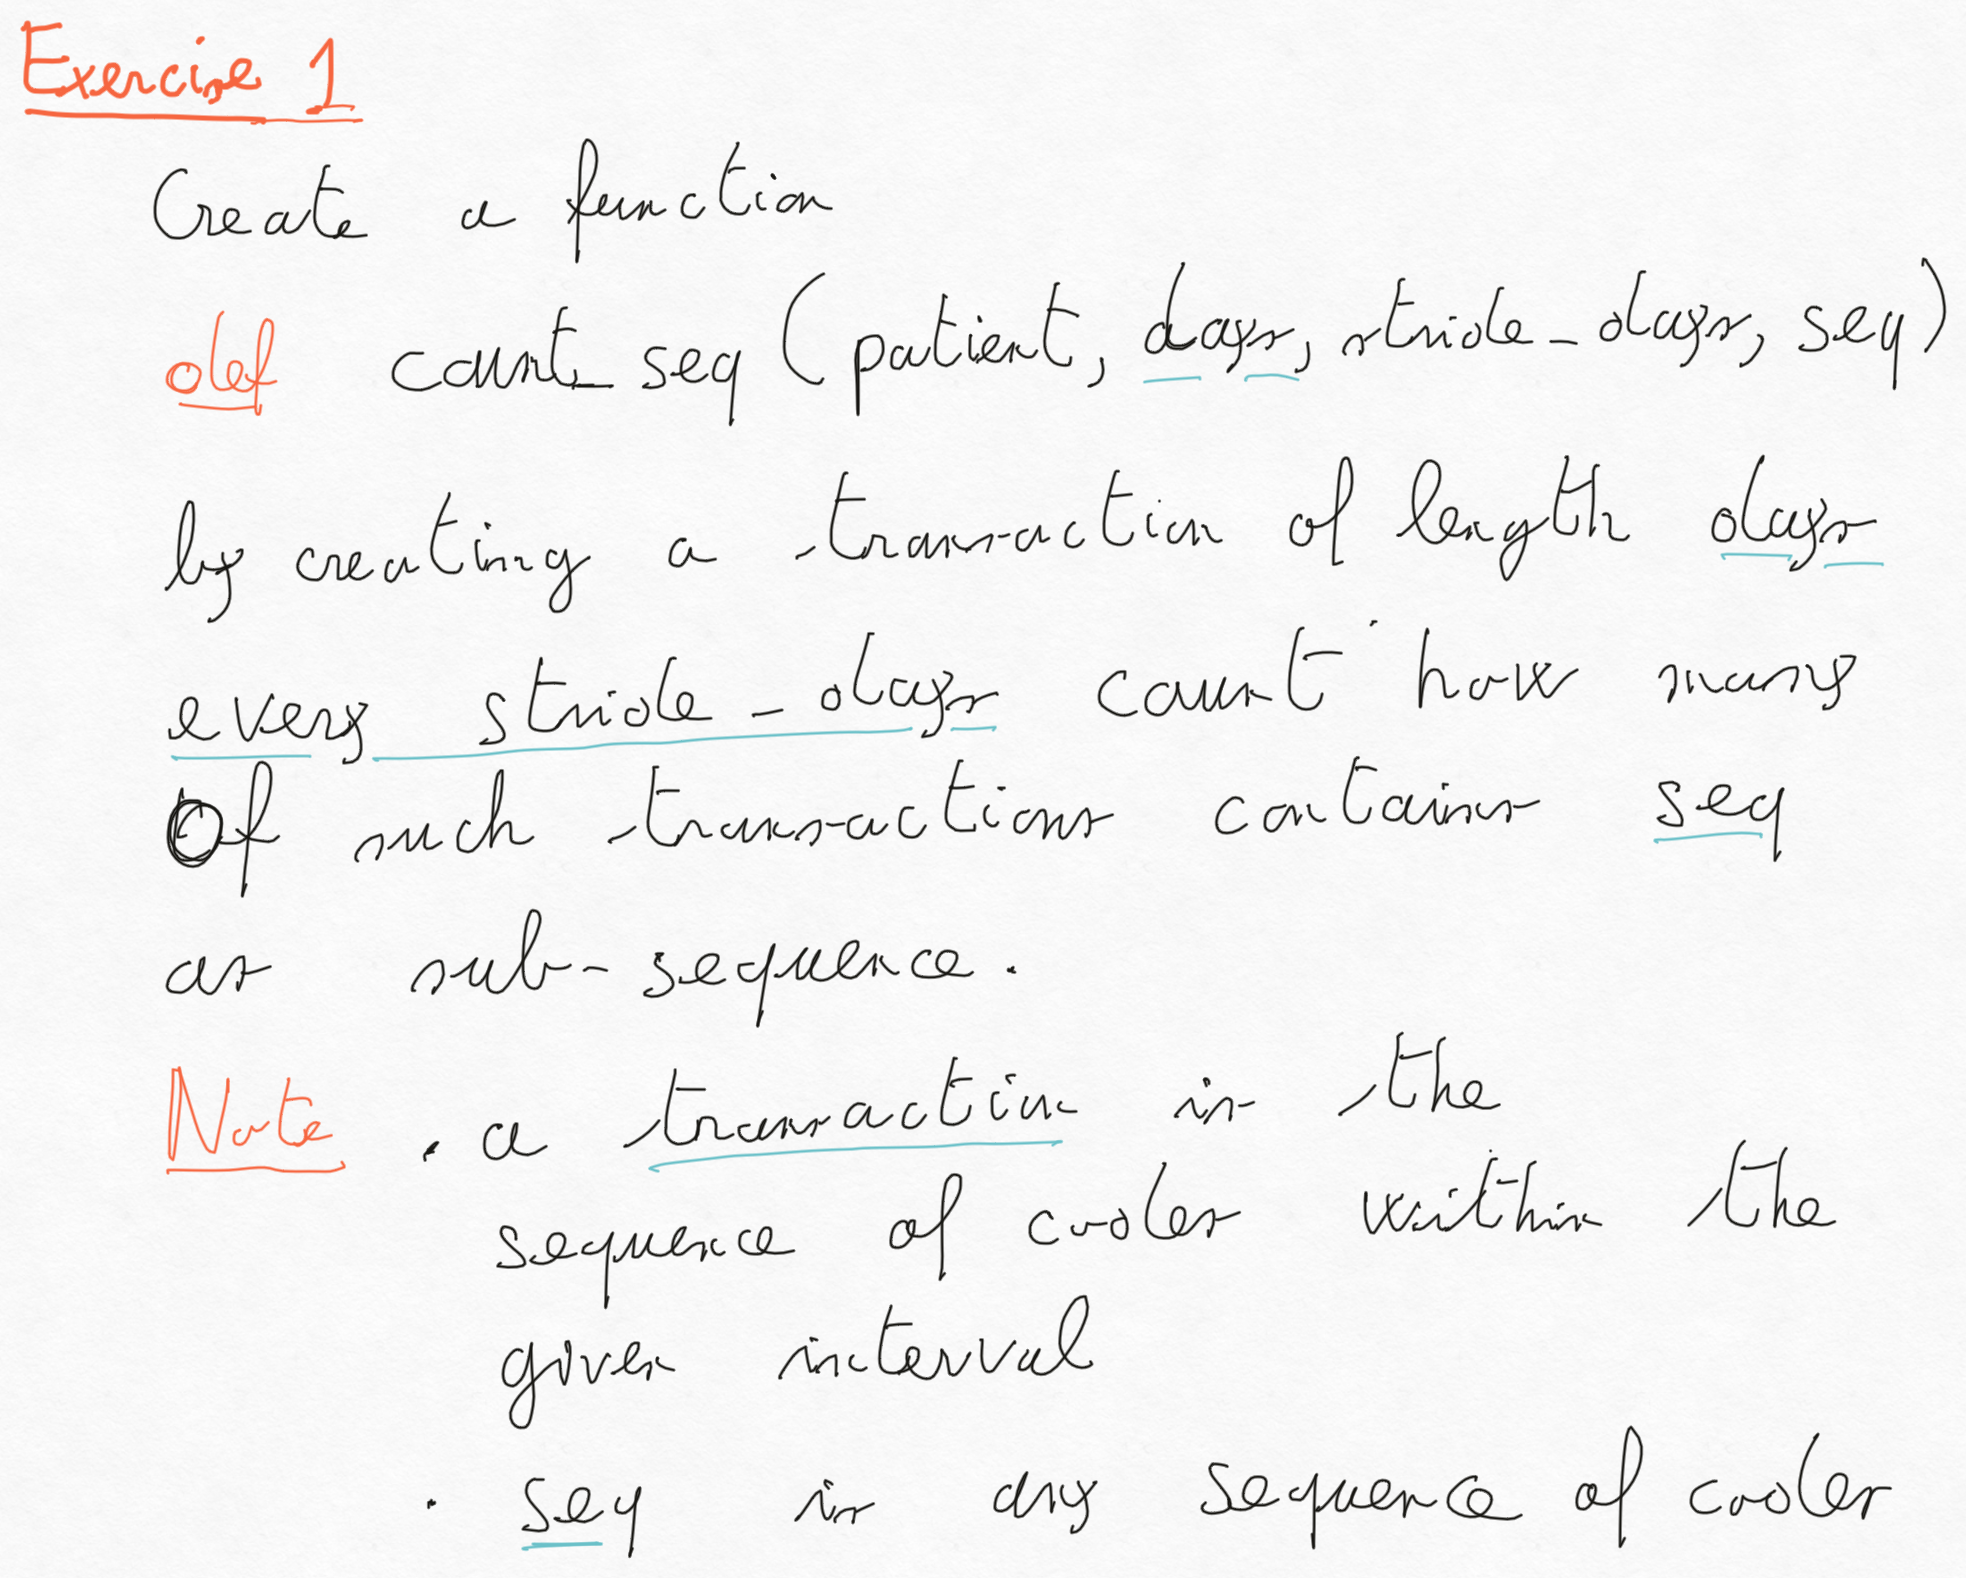 Exercise 1
Create a function
def count_seq (patient, days, stride_days, seq)
by creating a transaction of length days
every stride_days count how many
Of such transactions contains seq
as sub-sequence.
Note . a transaction is the
sequence of codes within the
given interval
. seq is any sequence of codes